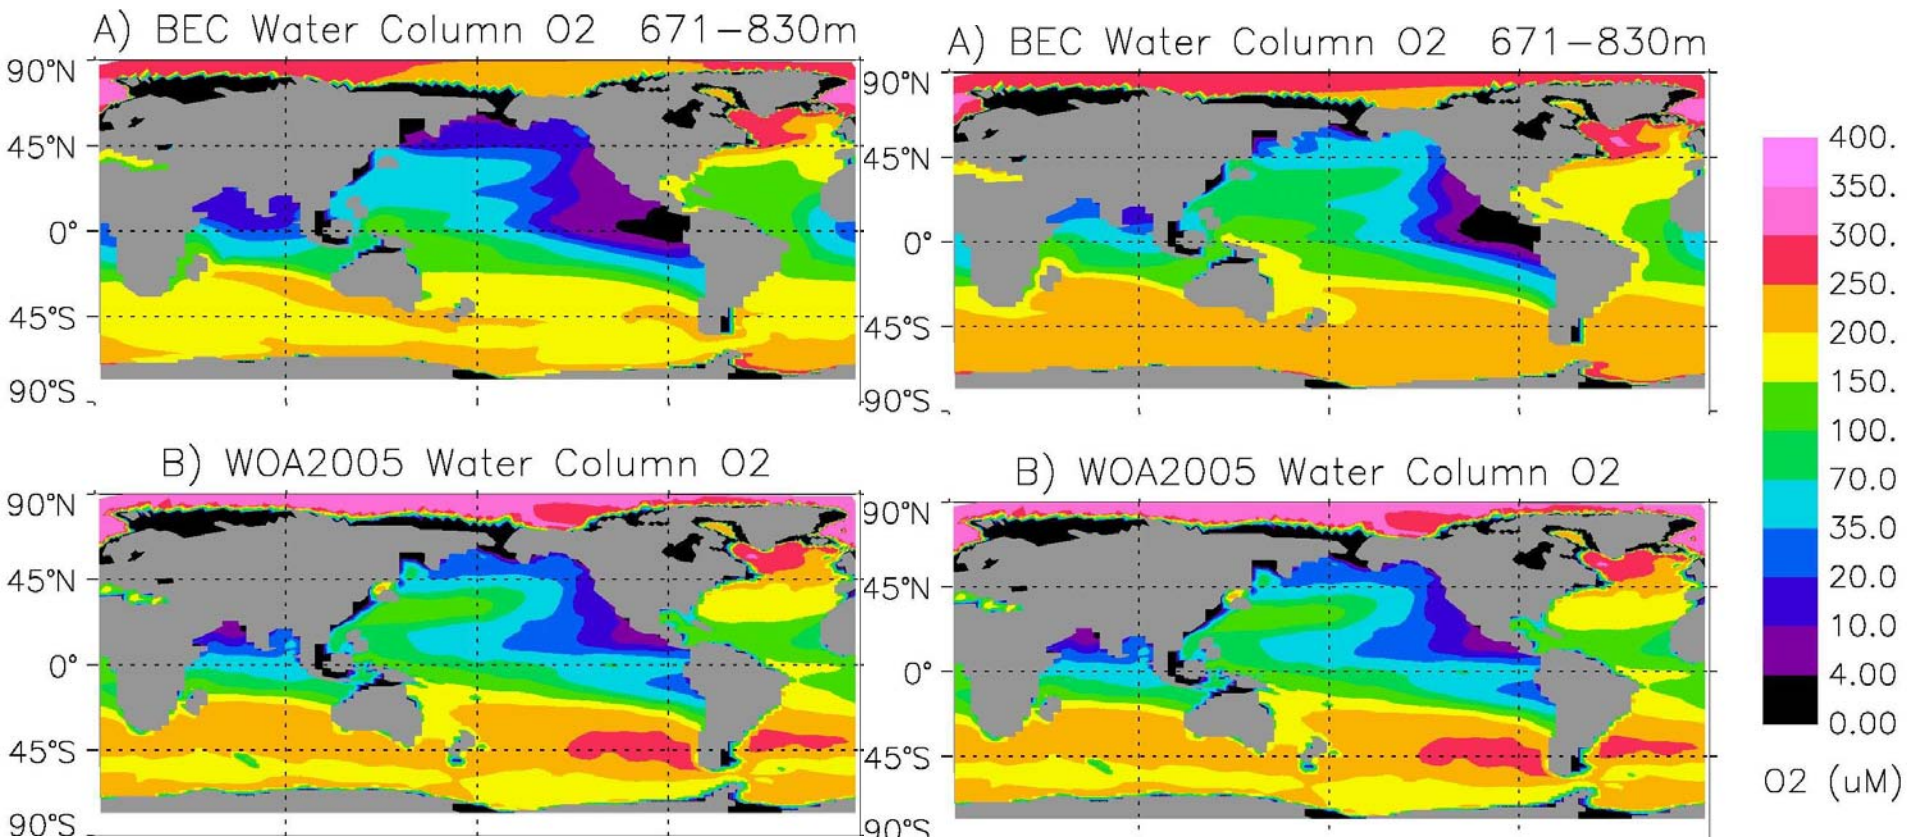 A) BEC Water Column O2 671-830m
90°N
45°N
0°
45°S
90°S
A) BEC Water Column O2 671-830m
90°N
45°N
0°
45°S
90°S
B) WOA2005 Water Column O2
90°N
45°N
0°
45°S
90°S
B) WOA2005 Water Column O2
90°N
45°N
0°
45°S
90°S
400.
350.
300.
250.
200.
150.
100.
70.0
35.0
20.0
10.0
4.00
0.00
O2 (uM)